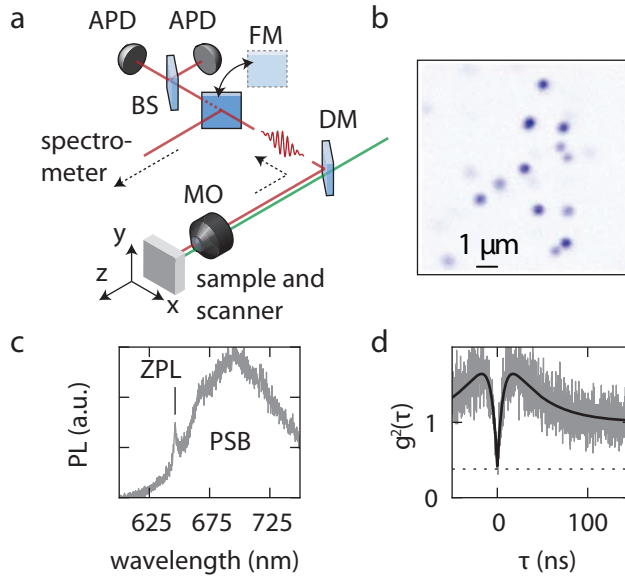 a
APD APD
FM
BS
DM
spectro-
meter
MO
y
z
x
sample and
scanner
b
1 µm
c
ZPL
PSB
PL (a.u.)
625 675 725
wavelength (nm)
d
g²(τ)
1
0
0 100
τ (ns)